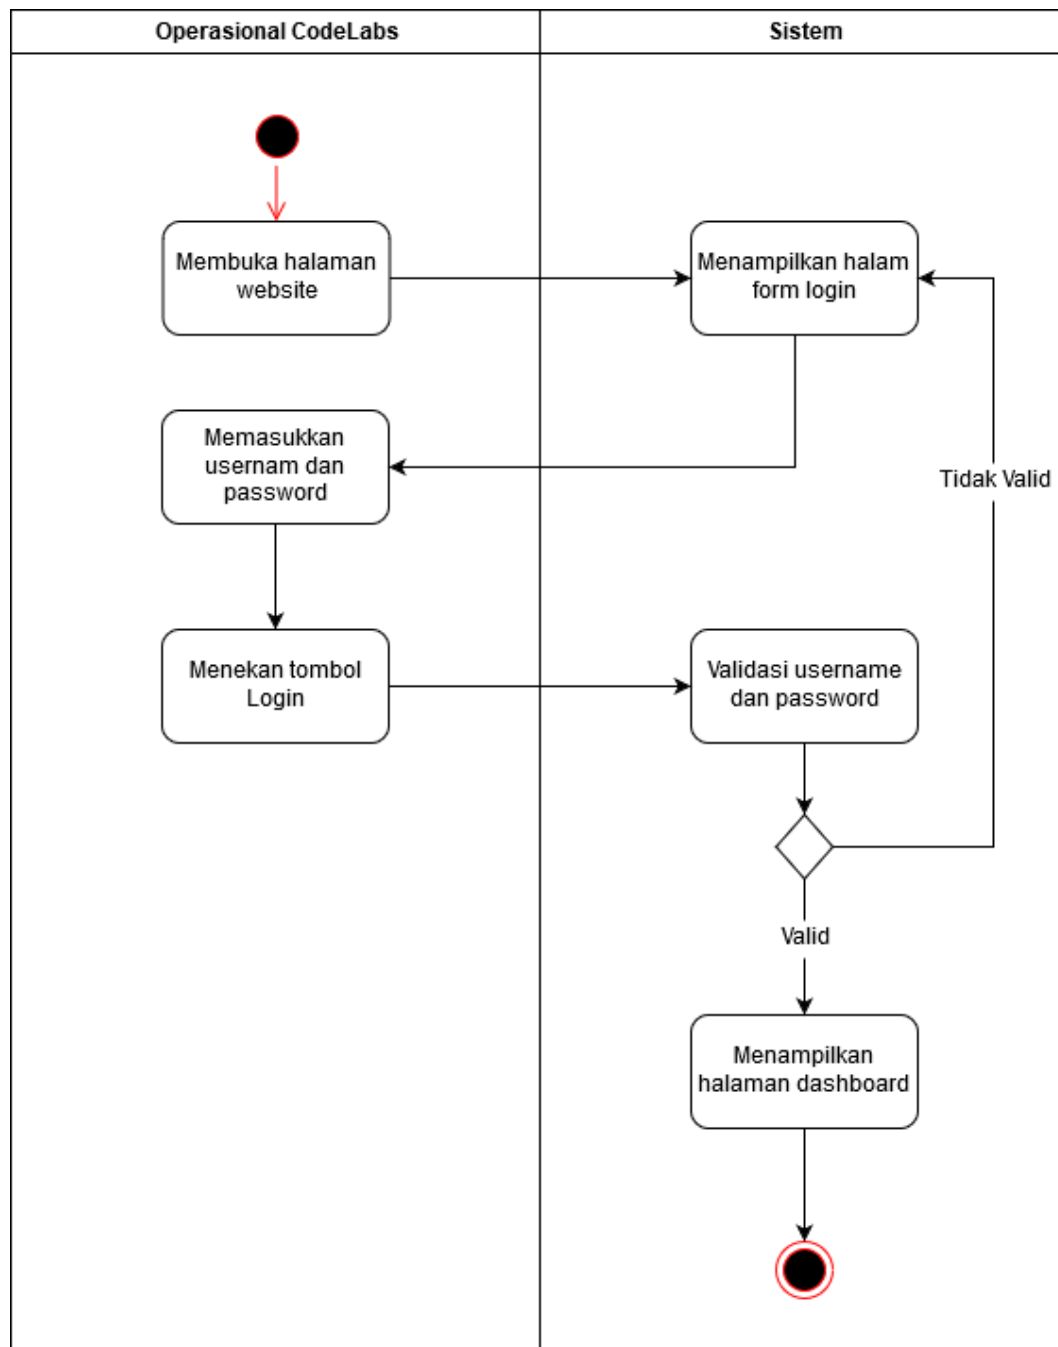 Operasional CodeLabs
Sistem
Membuka halaman
website
Menampilkan halam
form login
Memasukkan
usernam dan
password
Tidak Valid
Menekan tombol
Login
Validasi username
dan password
Valid
Menampilkan
halaman dashboard